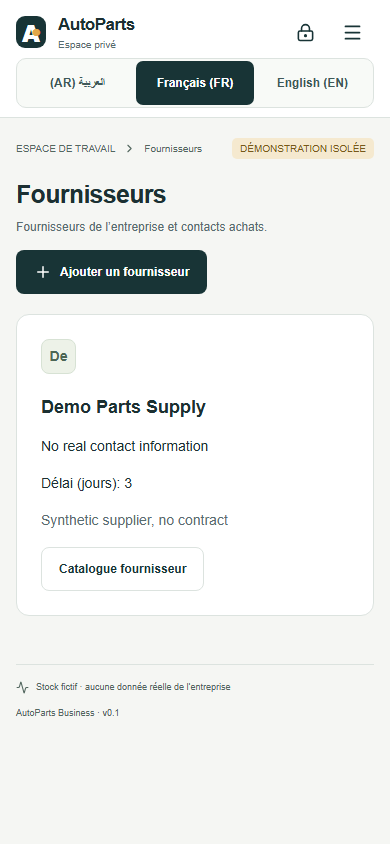 A
AutoParts
Espace privé
العربية (AR)
Français (FR)
English (EN)
ESPACE DE TRAVAIL > Fournisseurs
DÉMONSTRATION ISOLÉE
Fournisseurs
Fournisseurs de l'entreprise et contacts achats.
+ Ajouter un fournisseur
De
Demo Parts Supply
No real contact information
Délai (jours): 3
Synthetic supplier, no contract
Catalogue fournisseur
Stock fictif · aucune donnée réelle de l'entreprise
AutoParts Business · v0.1